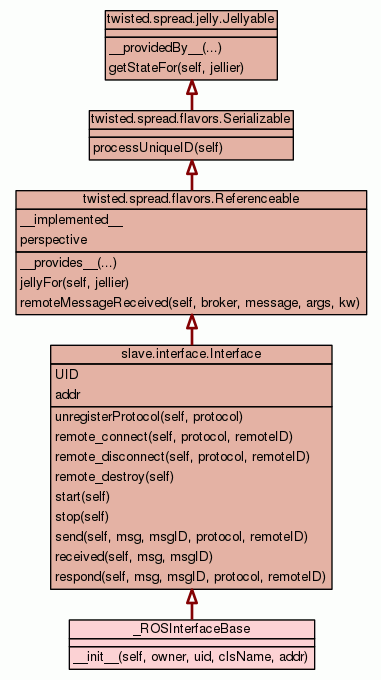 twisted.spread.jelly.Jellyable
__providedBy__(...)
getStateFor(self, jellier)
twisted.spread.flavors.Serializable
processUniqueID(self)
twisted.spread.flavors.Referenceable
__implemented__
perspective
__provides__(...)
jellyFor(self, jellier)
remoteMessageReceived(self, broker, message, args, kw)
slave.interface.Interface
UID
addr
unregisterProtocol(self, protocol)
remote_connect(self, protocol, remoteID)
remote_disconnect(self, protocol, remoteID)
remote_destroy(self)
start(self)
stop(self)
send(self, msg, msgID, protocol, remoteID)
received(self, msg, msgID)
respond(self, msg, msgID, protocol, remoteID)
_ROSInterfaceBase
__init__(self, owner, uid, clsName, addr)